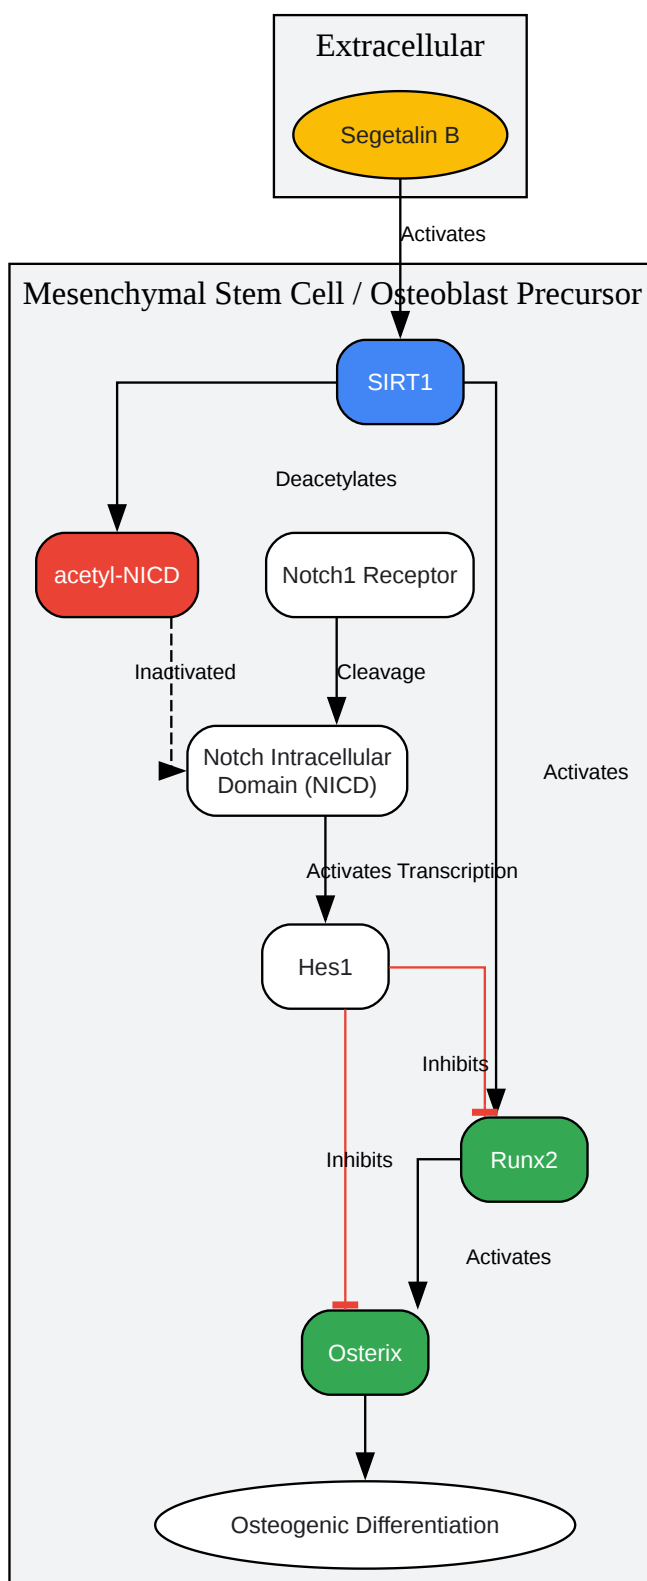 Extracellular
Segetalin B
Activates
Mesenchymal Stem Cell / Osteoblast Precursor
SIRT1
Deacetylates
acetyl-NICD
Notch1 Receptor
Inactivated
Cleavage
Notch Intracellular
Domain (NICD)
Activates
Activates Transcription
Hes1
Inhibits
Inhibits
Runx2
Activates
Osterix
Osteogenic Differentiation